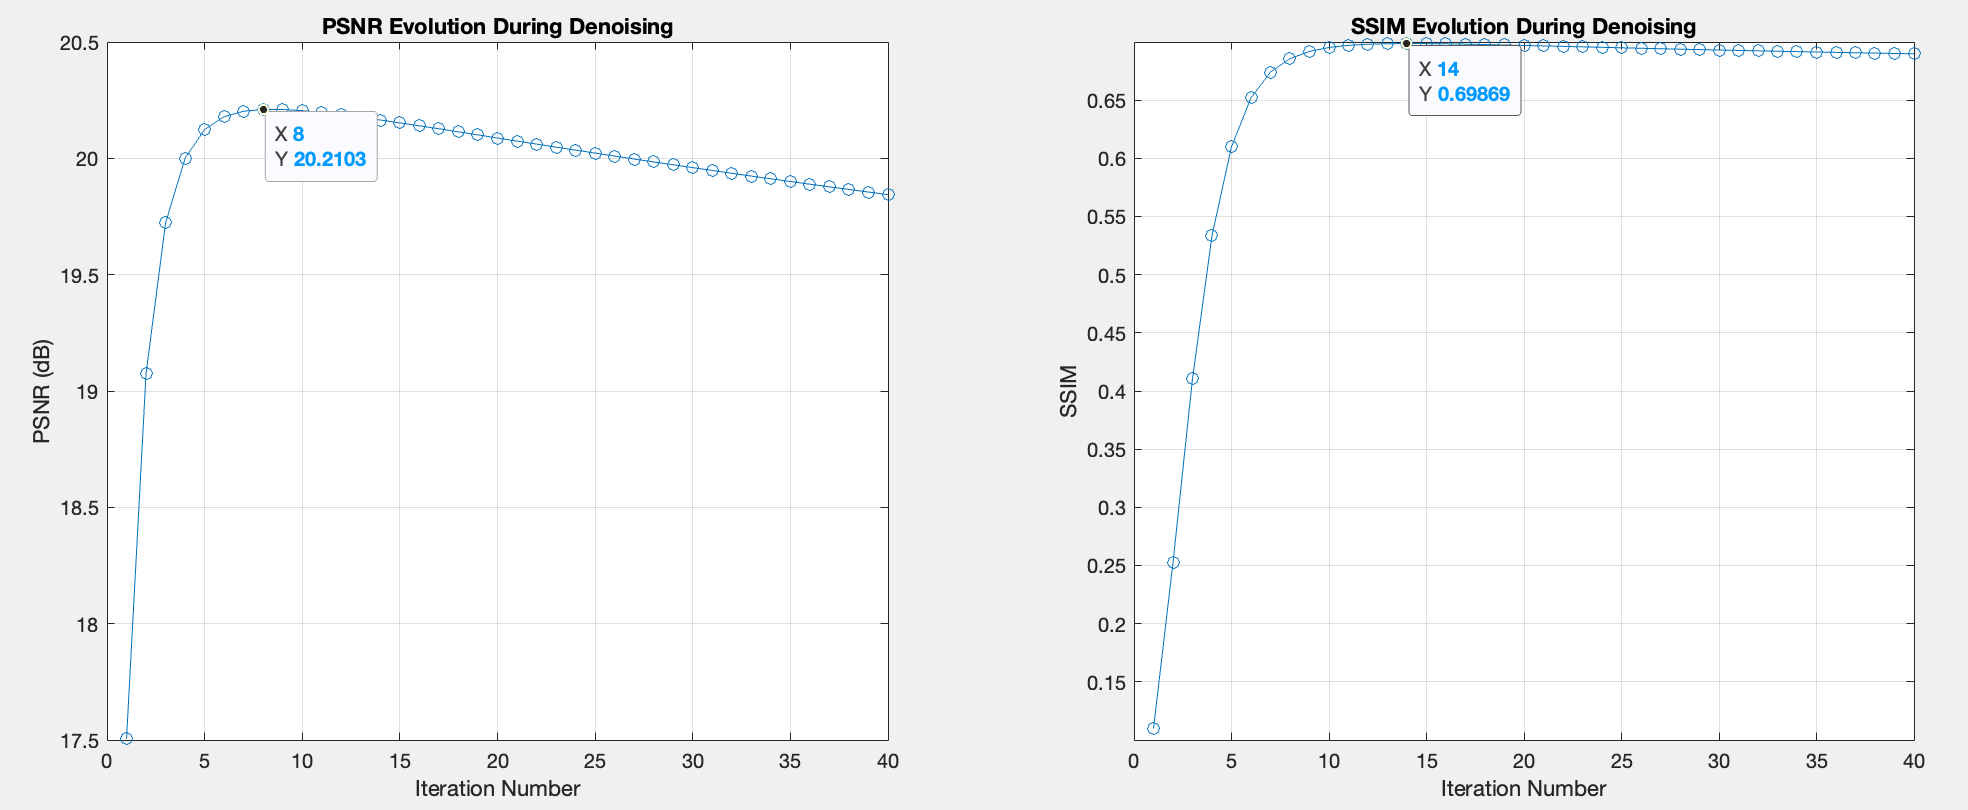 PSNR Evolution During Denoising
20.5
20
19.5
19
18.5
18
17.5
PSNR (dB)
X 8
Y 20.2103
0 5 10 15 20 25 30 35 40
Iteration Number
SSIM Evolution During Denoising
0.65
0.6
0.55
0.5
0.45
0.4
0.35
0.3
0.25
0.2
0.15
SSIM
X 14
Y 0.69869
0 5 10 15 20 25 30 35 40
Iteration Number